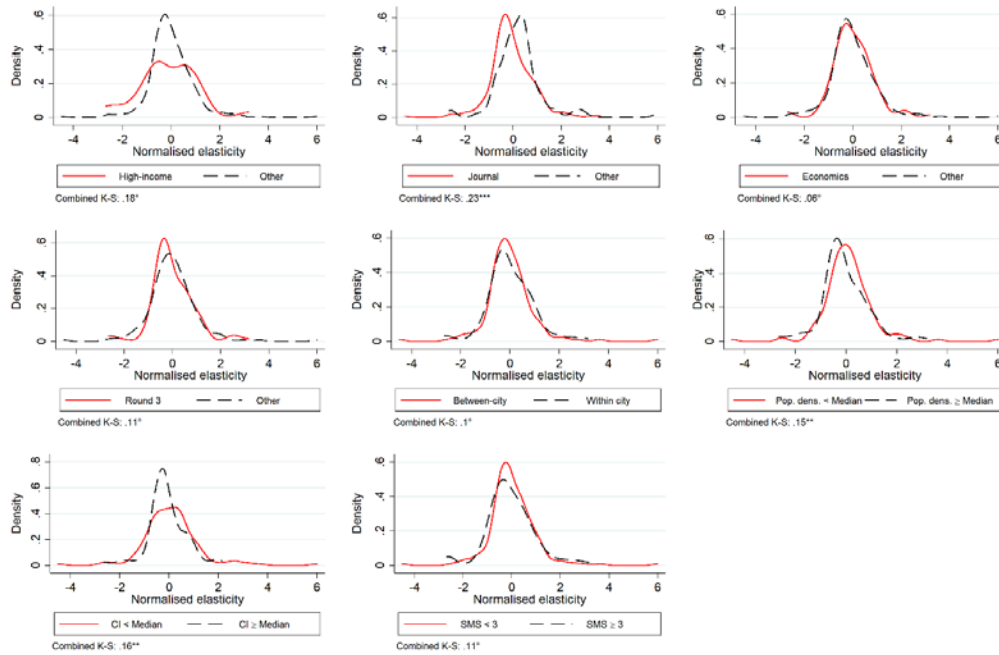 Density
.6
.4
.2
0
-4 -2 0 2 4 6
Normalised elasticity
High-income Other
Combined K-S: .18°
Density
.6
.4
.2
0
-4 -2 0 2 4 6
Normalised elasticity
Journal Other
Combined K-S: .23***
Density
.6
.4
.2
0
-4 -2 0 2 4 6
Normalised elasticity
Economics Other
Combined K-S: .06°
Density
.6
.4
.2
0
-4 -2 0 2 4 6
Normalised elasticity
Round 3 Other
Combined K-S: .11°
Density
.6
.4
.2
0
-4 -2 0 2 4 6
Normalised elasticity
Between-city Within city
Combined K-S: .1°
Density
.6
.4
.2
0
-4 -2 0 2 4 6
Normalised elasticity
Pop. dens. < Median Pop. dens. ≥ Median
Combined K-S: .15**
Density
.8
.6
.4
.2
0
-4 -2 0 2 4 6
Normalised elasticity
CI < Median CI ≥ Median
Combined K-S: .16**
Density
.6
.4
.2
0
-4 -2 0 2 4 6
Normalised elasticity
SMS < 3 SMS ≥ 3
Combined K-S: .11°